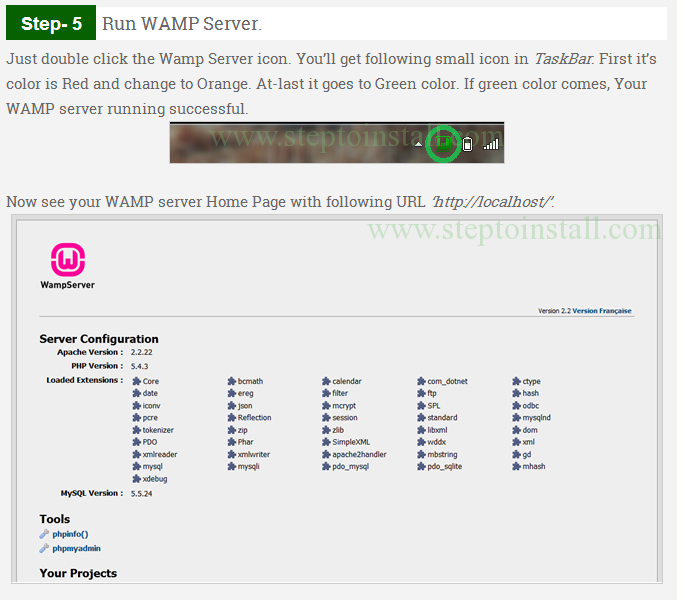 Step- 5 Run WAMP Server.
Just double click the Wamp Server icon. You'll get following small icon in TaskBar. First it's
color is Red and change to Orange. At-last it goes to Green color. If green color comes, Your
WAMP server running successful.
www.steptoinstall.com
Now see your WAMP server Home Page with following URL 'http://localhost/'.
www.steptoinstall.com
W
WampServer
Version 2.2 Version Française
Server Configuration
Apache Version : 2.2.22
PHP Version : 5.4.3
Loaded Extensions : Core bcmath calendar com_dotnet ctype
date ereg filter ftp hash
iconv json mcrypt SPL odbc
pcre Reflection session standard mysqlnd
tokenizer zip zlib libxml dom
PDO Phar SimpleXML wddx xml
xmlreader xmlwriter apache2handler mbstring gd
mysql mysqli pdo_mysql pdo_sqlite mhash
xdebug
MySQL Version : 5.5.24
Tools
phpinfo()
phpmyadmin
Your Projects